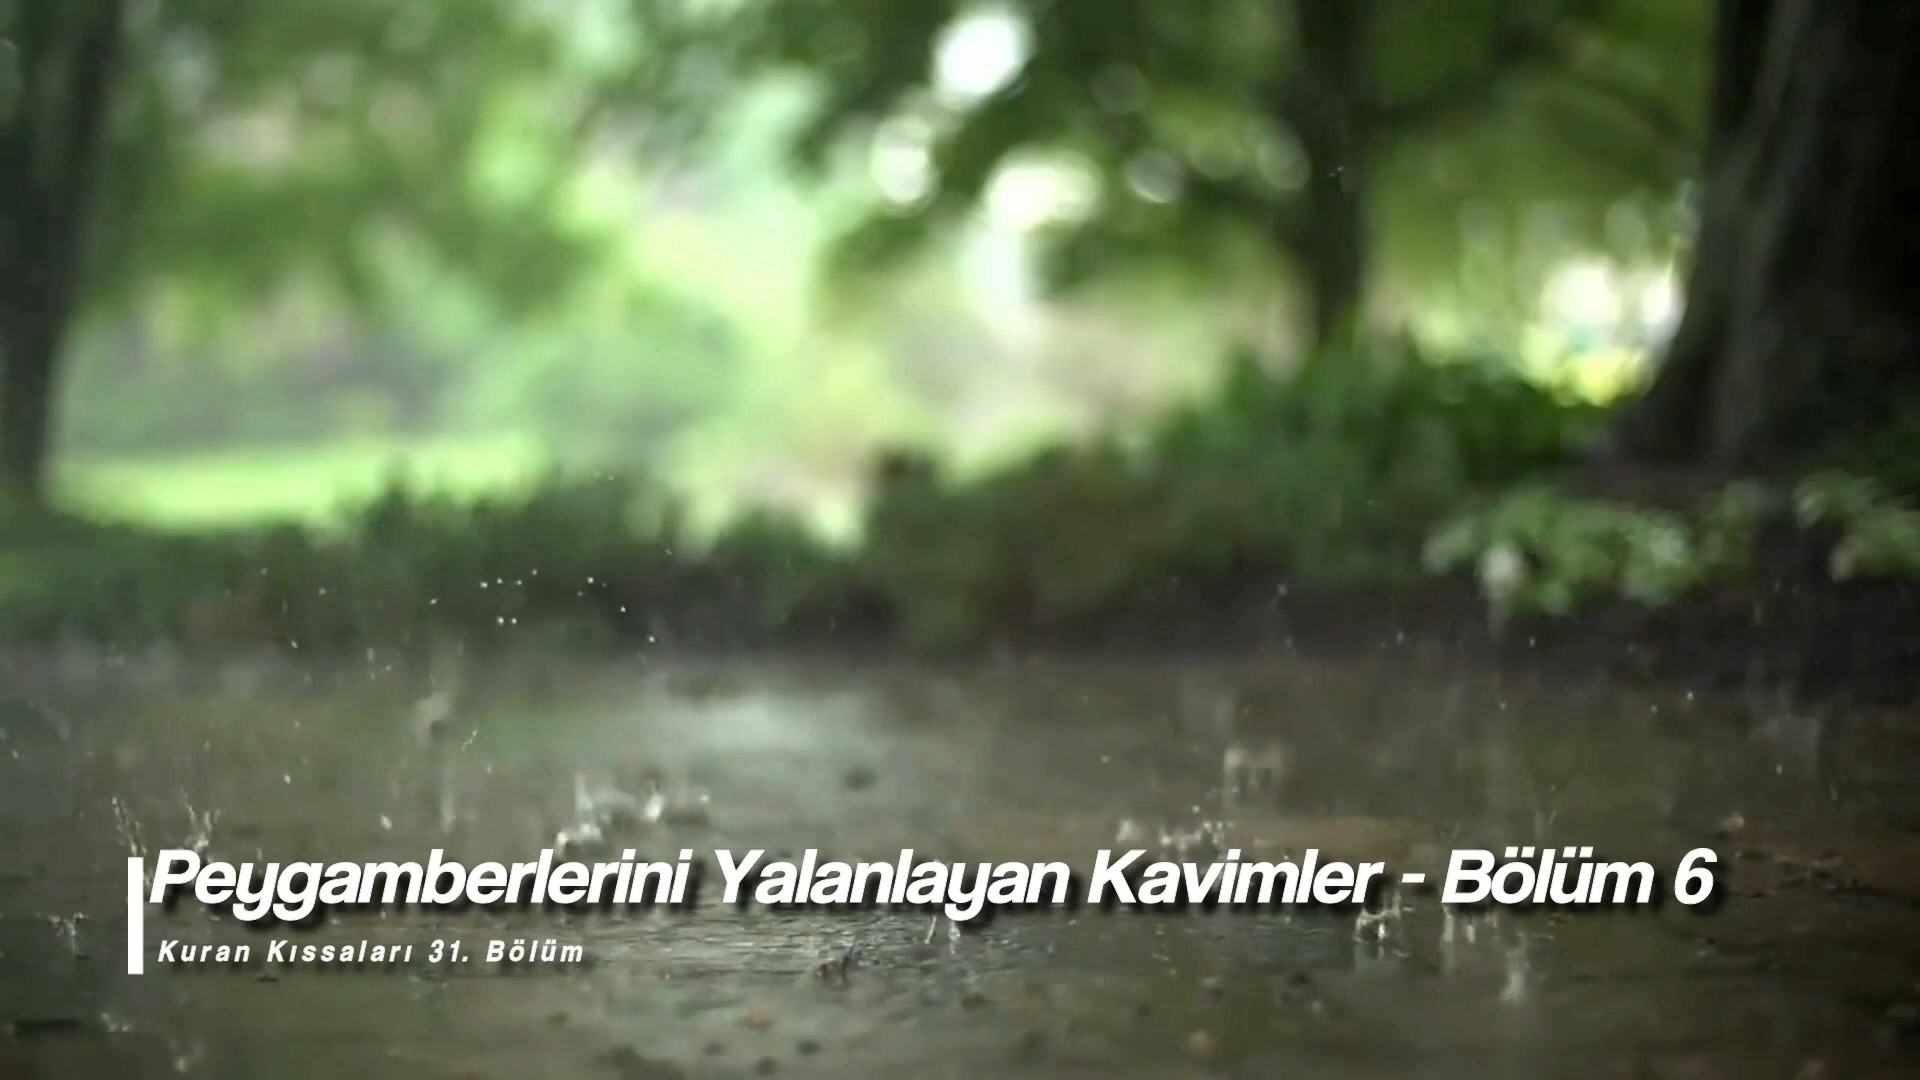 Peygamberlerini Yalanlayan Kavimler - Bölüm 6
Kuran Kıssaları 31. Bölüm